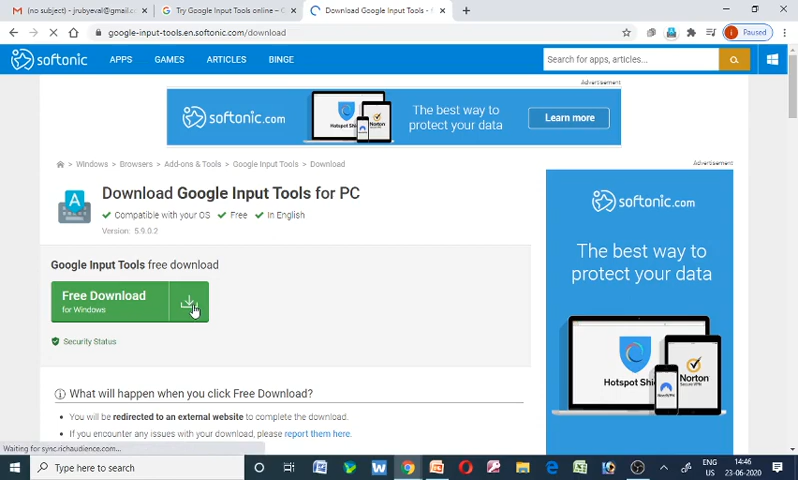 (no subject) - jrubyeval@gmail.c
Try Google Input Tools online – G
Download Google Input Tools - f
google-input-tools.en.softonic.com/download
Paused
softonic
APPS
GAMES
ARTICLES
BINGE
Search for apps, articles...
Advertisement
softonic.com
Hotspot Shi
Norton
The best way to
protect your data
Learn more
Windows
Browsers
Add-ons & Tools
Google Input Tools
Download
Advertisement
Download Google Input Tools for PC
Compatible with your OS
Free
In English
Version: 5.9.0.2
softonic.com
The best way to
protect your data
Google Input Tools free download
Free Download
for Windows
Security Status
Hotspot Shi
Norton
What will happen when you click Free Download?
You will be redirected to an external website to complete the download.
If you encounter any issues with your download, please report them here.
Waiting for sync.richaudience.com...
Type here to search
ENG
US
14:46
23-06-2020